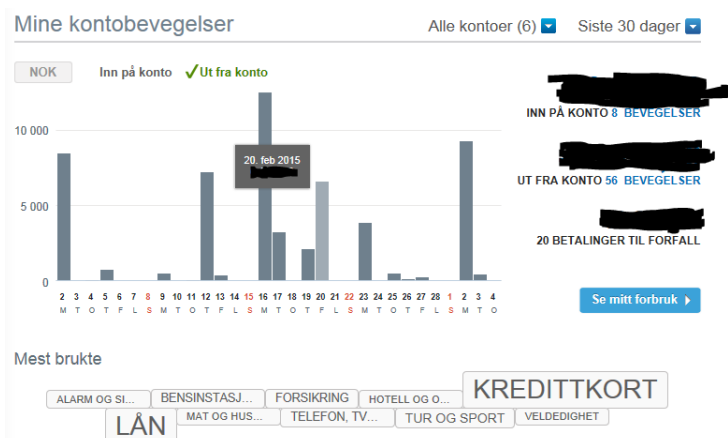 Mine kontobevegelser
Alle kontoer (6) Siste 30 dager
NOK Inn på konto Ut fra konto
10 000
5 000
0
20. feb 2015
2 3 4 5 6 7 8 9 10 11 12 13 14 15 16 17 18 19 20 21 22 23 24 25 26 27 28 1 2 3 4
M T O T F L S M T O T F L S M T O T F L S M T O T F L S M T O
INN PÅ KONTO 8 BEVEGELSER
UT FRA KONTO 56 BEVEGELSER
20 BETALINGER TIL FORFALL
Se mitt forbruk
Mest brukte
ALARM OG SI... BENSINSTASJ... FORSIKRING HOTELL OG O... KREDITTKORT
LÅN MAT OG HUS... TELEFON, TV... TUR OG SPORT VELDEDIGHET